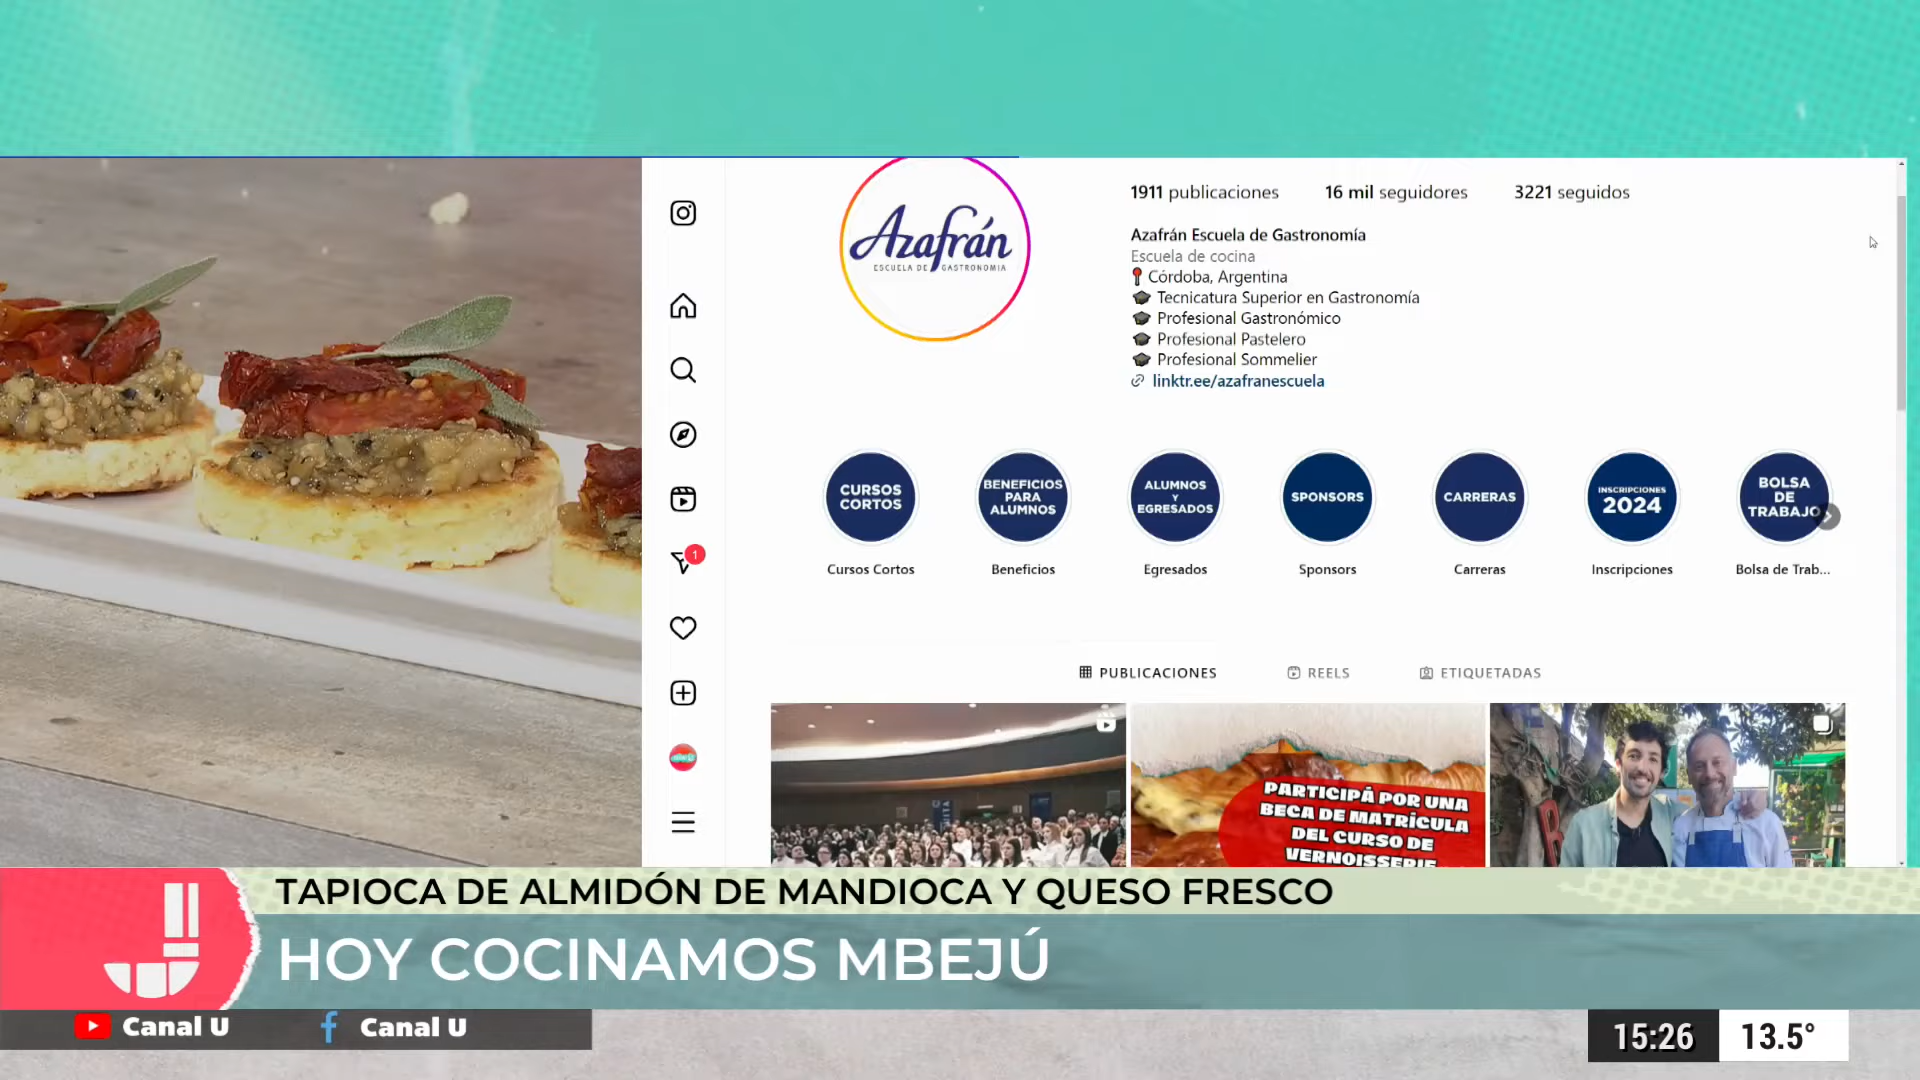 1911 publicaciones 16 mil seguidores 3221 seguidos
Azafrán
ESCUELA DE GASTRONOMIA
Azafrán Escuela de Gastronomía
Escuela de cocina
Córdoba, Argentina
Tecnicatura Superior en Gastronomía
Profesional Gastronómico
Profesional Pastelero
Profesional Sommelier
linktr.ee/azafranescuela
1
CURSOS
CORTOS
BENEFICIOS
PARA
ALUMNOS
ALUMNOS
Y
EGRESADOS
SPONSORS
CARRERAS
INSCRIPCIONES
2024
BOLSA
DE
TRABAJO
Cursos Cortos Beneficios Egresados Sponsors Carreras Inscripciones Bolsa de Trab...
PUBLICACIONES REELS ETIQUETADAS
PARTICIPÁ POR UNA
BECA DE MATRÍCULA
DEL CURSO DE
VERNOISSERIE
TAPIOCA DE ALMIDÓN DE MANDIOCA Y QUESO FRESCO
HOY COCINAMOS MBEJÚ
Canal U Canal U
15:26 13.5°